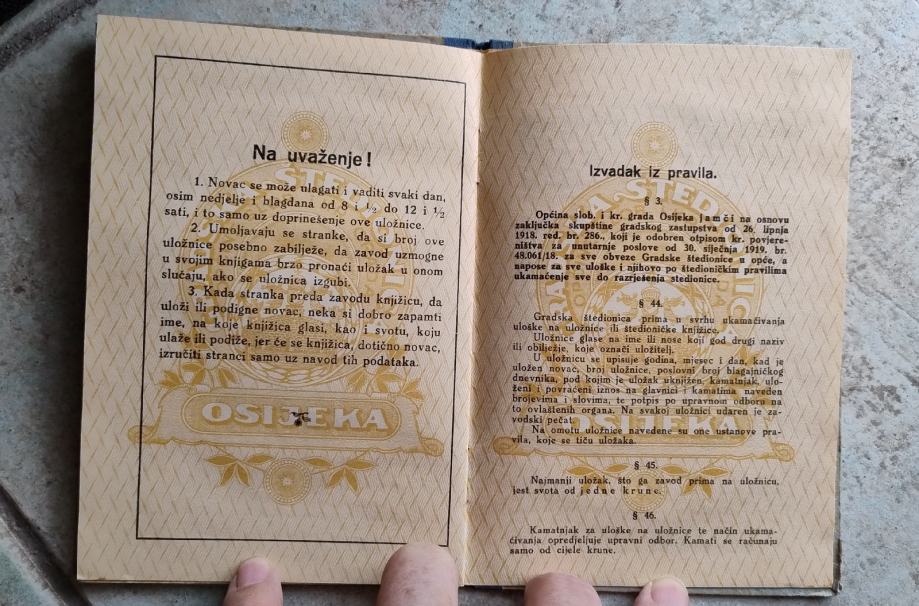 Na uvaženje!
1. Novac se može ulagati i vaditi svaki dan,
osim nedjelje i blagdana od 8 i ½ do 12 i ½
sati, i to samo uz doprinešenje ove uložnice.
2. Umoljavaju se stranke, da si broj ove
uložnice posebno zabilježe, da zavod uzmogne
u svojim knjigama brzo pronaći uložak u onom
slučaju, ako se uložnica izgubi.
3. Kada stranka preda zavodu knjižicu, da
uloži ili podigne novac, neka si dobro zapamti
ime, na koje knjižica glasi, kao i svotu, koju
ulaže ili podiže, jer će se knjižica, dotično novac,
izručiti stranci samo uz navod tih podataka.
OSIJEKA
Izvadak iz pravila.
§ 3.
Općina slob. i kr. grada Osijeka jamči na osnovu
zaključka skupštine gradskog zastupstva od 26. lipnja
1918. red. br. 286., koji je odobren otpisom kr. povjere-
ništva za unutarnje poslove od 30. siječnja 1919. br.
48.061/18. za sve obveze Gradske štedionice u opće, a
napose za sve uloške i njihovo po štedioničkim pravilima
ukamaćenje sve do razrješenja štedionice.
§ 44.
Gradska štedionica prima u svrhu ukamaćivanja
uloške na uložnice ili štedioničke knjižice.
Uložnice glase na ime ili nose koji god drugi naziv
ili obilježje, koje označi uložitelj.
U uložnicu se upisuje godina, mjesec i dan, kad je
uložen novac, broj uložnice, poslovni broj blagajničkog
dnevnika, pod kojim je uložak uknjižen, kamatnjak, ulo-
ženi i povraćeni iznos na glavnici i kamatima naveden
brojevima i slovima, te potpis po upravnom odboru na
to ovlaštenih organa. Na svakoj uložnici udaren je za-
vodski pečat.
Na omotu uložnice navedene su one ustanove pra-
vila, koje se tiču uložaka.
§ 45.
Najmanji uložak, što ga zavod prima na uložnicu,
jest svota od jedne krune.
§ 46.
Kamatnjak za uloške na uložnice te način ukama-
ćivanja opredjeljuje upravni odbor. Kamati se računaju
samo od cijele krune.